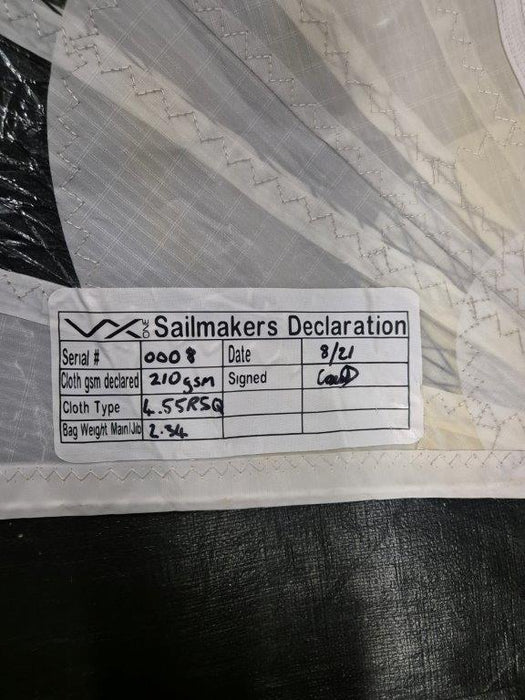 VX ONE Sailmakers Declaration
Serial # 0008 Date 8/21
Cloth gsm declared 210gsm Signed
Cloth Type 4.55RSQ
Bag Weight Main/Jib 2.34